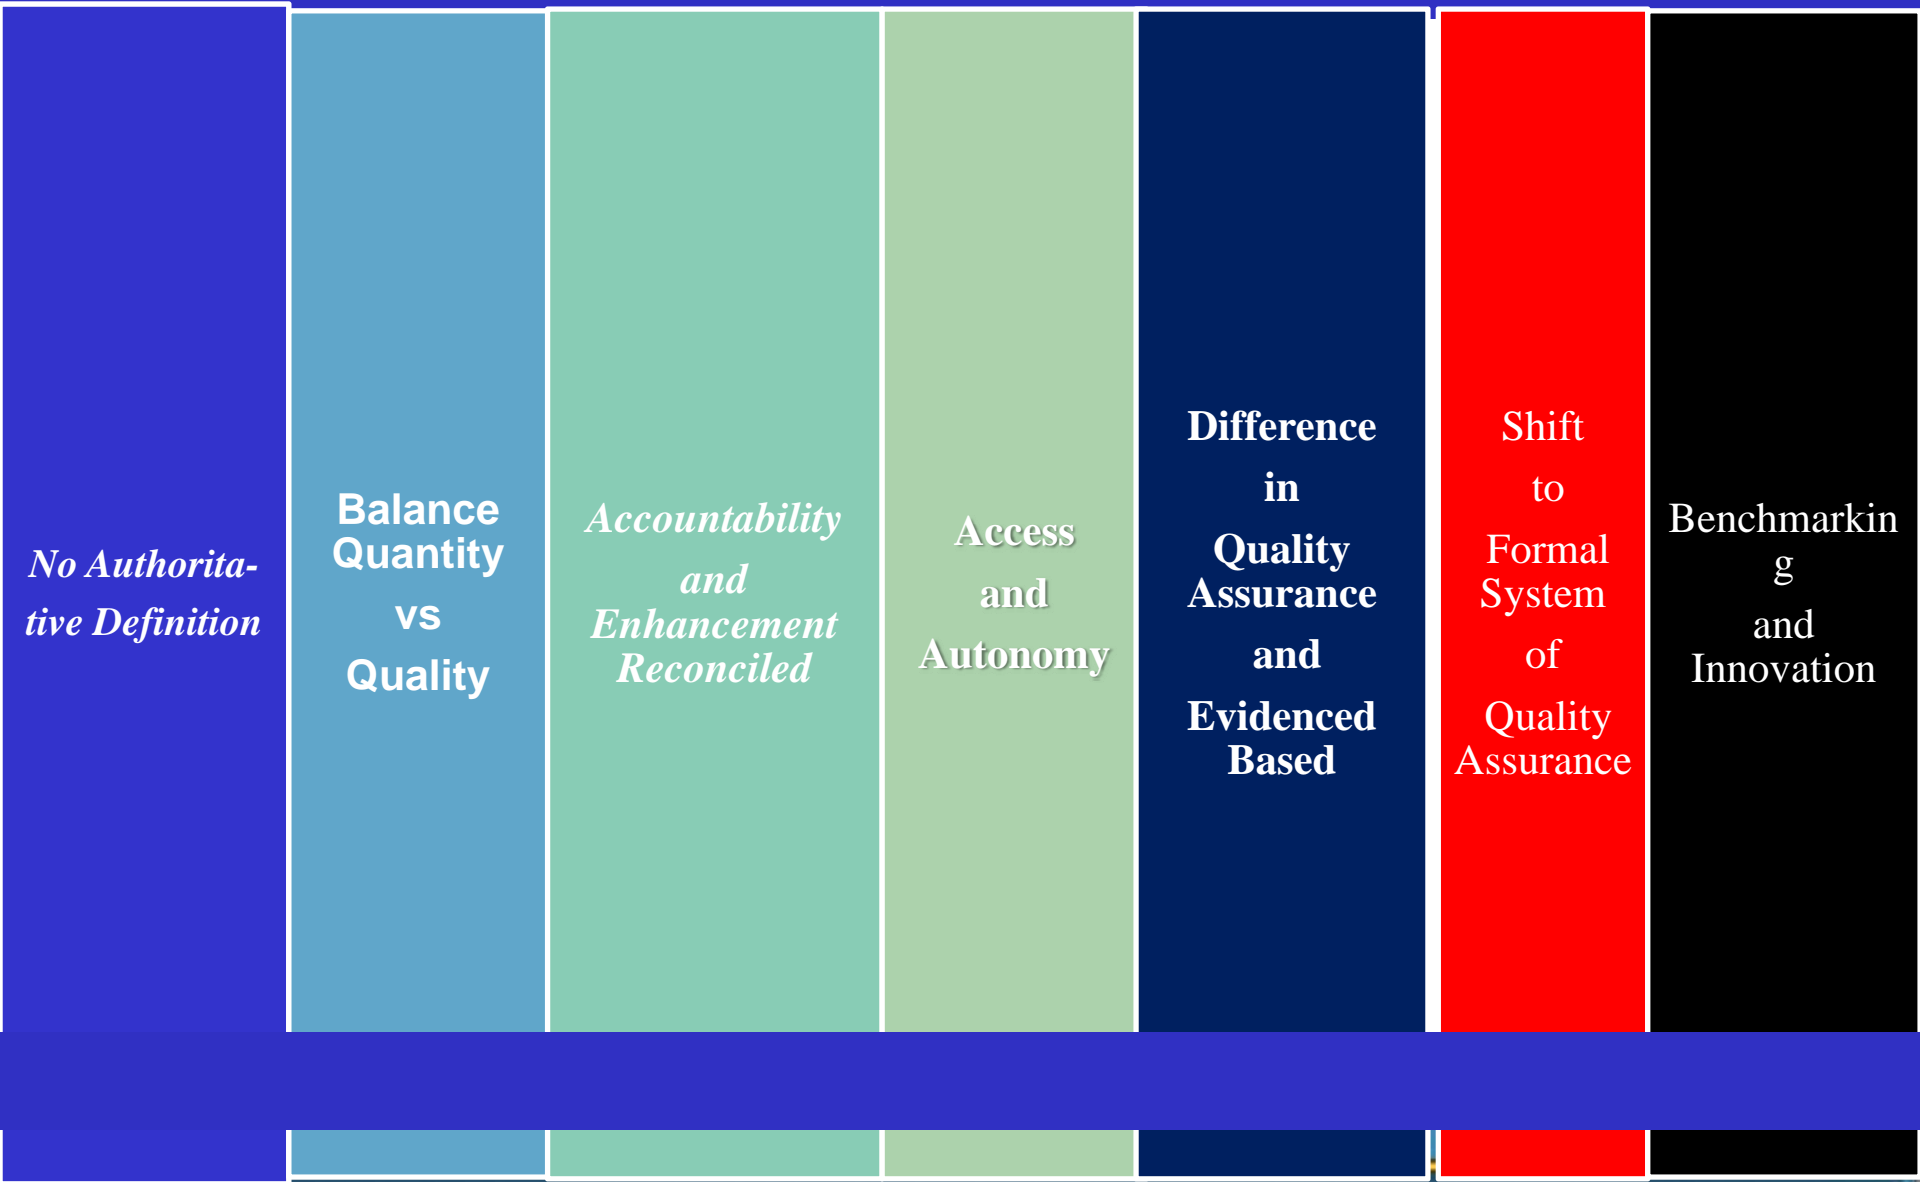 No Authorita-
tive Definition
Balance
Quantity
vs
Quality
Accountability
and
Enhancement
Reconciled
Access
and
Autonomy
Difference
in
Quality
Assurance
and
Evidenced
Based
Shift
to
Formal
System
of
Quality
Assurance
Benchmarkin
g
and
Innovation